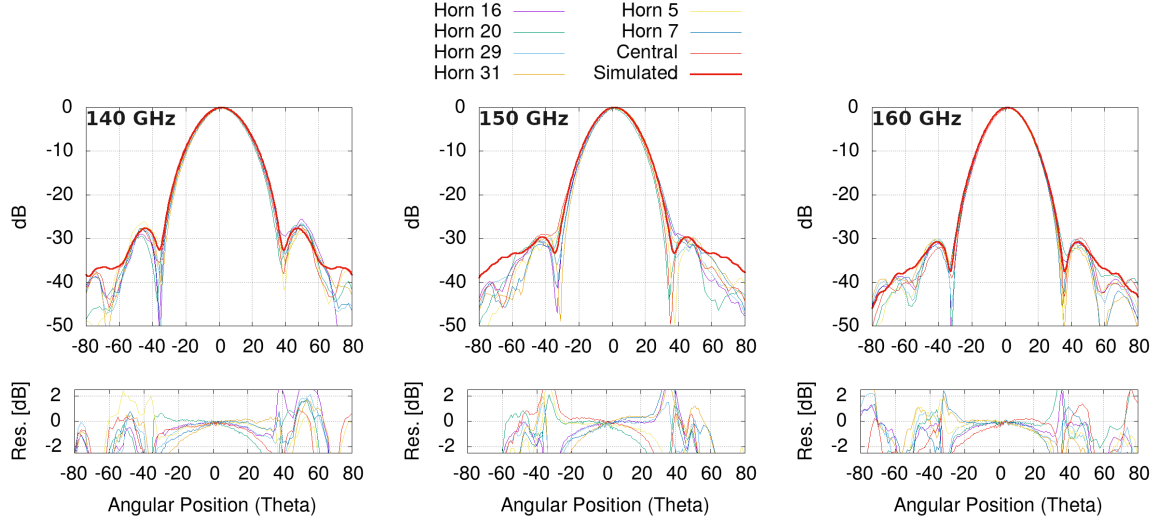 Horn 16 Horn 5
Horn 20 Horn 7
Horn 29 Central
Horn 31 Simulated
140 GHz 150 GHz 160 GHz
0 0 0
-10 -10 -10
-20 -20 -20
-30 -30 -30
-40 -40 -40
-50 -50 -50
dB dB dB
-80 -60 -40 -20 0 20 40 60 80 -80 -60 -40 -20 0 20 40 60 80 -80 -60 -40 -20 0 20 40 60 80
2 2 2
0 0 0
-2 -2 -2
Res. [dB] Res. [dB] Res. [dB]
-80 -60 -40 -20 0 20 40 60 80 -80 -60 -40 -20 0 20 40 60 80 -80 -60 -40 -20 0 20 40 60 80
Angular Position (Theta) Angular Position (Theta) Angular Position (Theta)